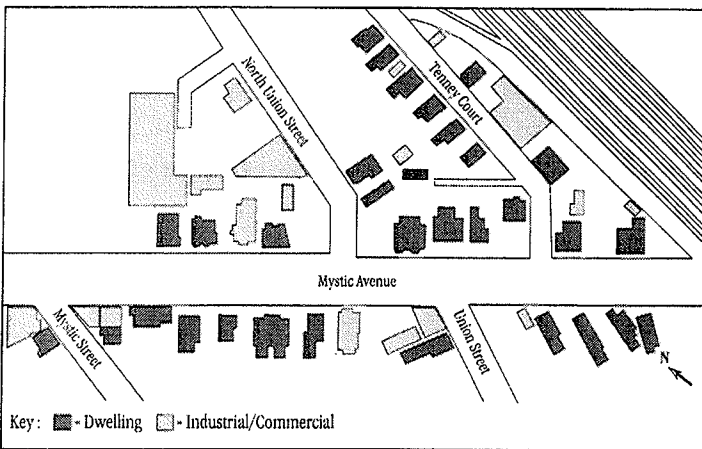 North Union Street
Tenney Court
Mystic Avenue
Mystic Street
Union Street
N
Key: - Dwelling - Industrial/Commercial